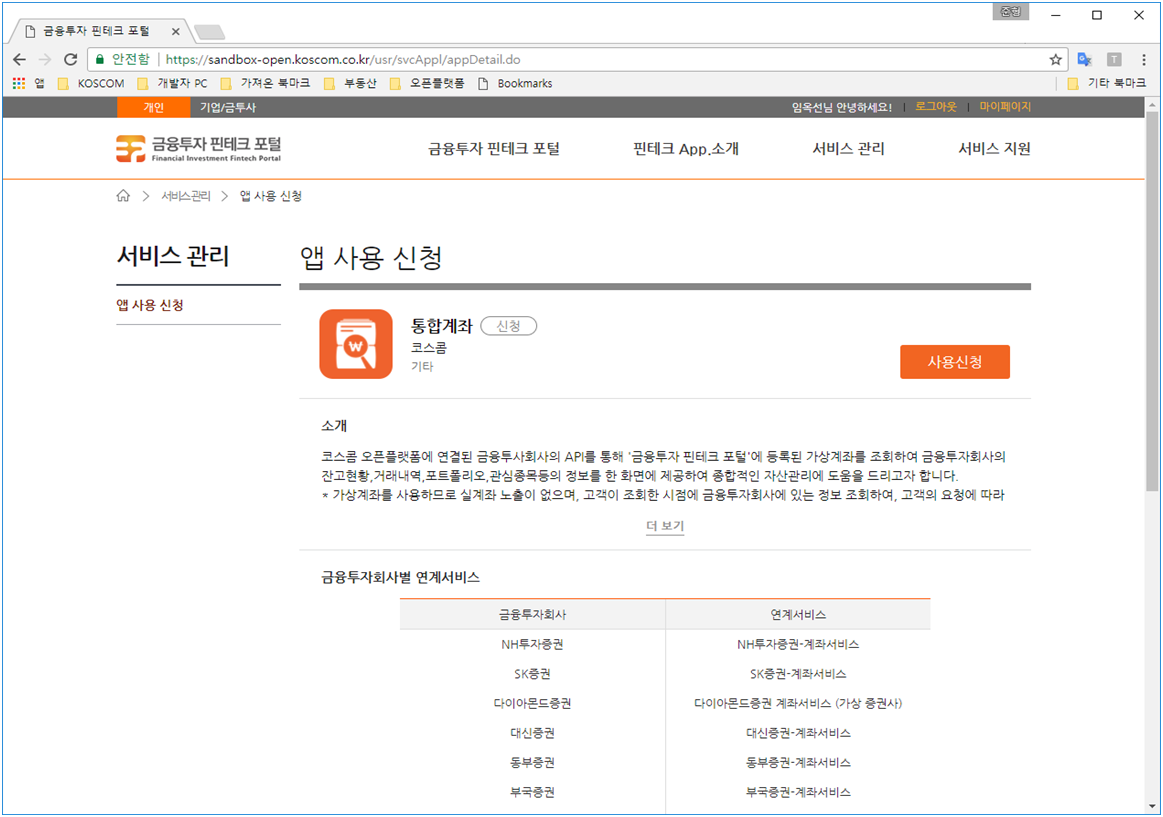 준형
금융투자 핀테크 포털
안전함 https://sandbox-open.koscom.co.kr/usr/svcAppl/appDetail.do
앱 KOSCOM 개발자 PC 가져온 북마크 부동산 오픈플랫폼 Bookmarks 기타 북마크
개인 기업/금투사 임옥선님 안녕하세요! 로그아웃 마이페이지
금융투자 핀테크 포털
Financial Investment Fintech Portal
금융투자 핀테크 포털 핀테크 App.소개 서비스 관리 서비스 지원
서비스관리 앱 사용 신청
서비스 관리
앱 사용 신청
앱 사용 신청
통합계좌 신청
코스콤
기타
사용신청
소개
코스콤 오픈플랫폼에 연결된 금융투사회사의 API를 통해 '금융투자 핀테크 포털'에 등록된 가상계좌를 조회하여 금융투자회사의
잔고현황,거래내역,포트폴리오,관심종목등의 정보를 한 화면에 제공하여 종합적인 자산관리에 도움을 드리고자 합니다.
* 가상계좌를 사용하므로 실계좌 노출이 없으며, 고객이 조회한 시점에 금융투자회사에 있는 정보 조회하여, 고객의 요청에 따라
더 보기
금융투자회사별 연계서비스
금융투자회사 연계서비스
NH투자증권 NH투자증권-계좌서비스
SK증권 SK증권-계좌서비스
다이아몬드증권 다이아몬드증권 계좌서비스 (가상 증권사)
대신증권 대신증권-계좌서비스
동부증권 동부증권-계좌서비스
부국증권 부국증권-계좌서비스